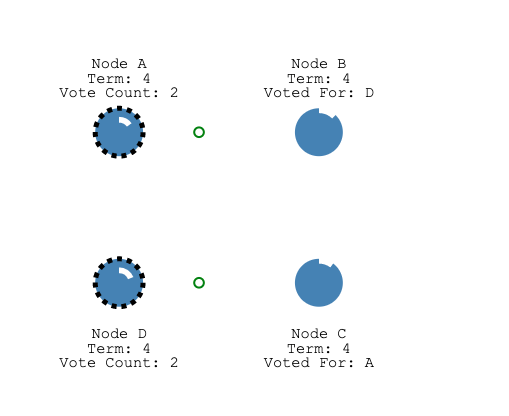 Node A
Term: 4
Vote Count: 2
Node B
Term: 4
Voted For: D
Node D
Term: 4
Vote Count: 2
Node C
Term: 4
Voted For: A